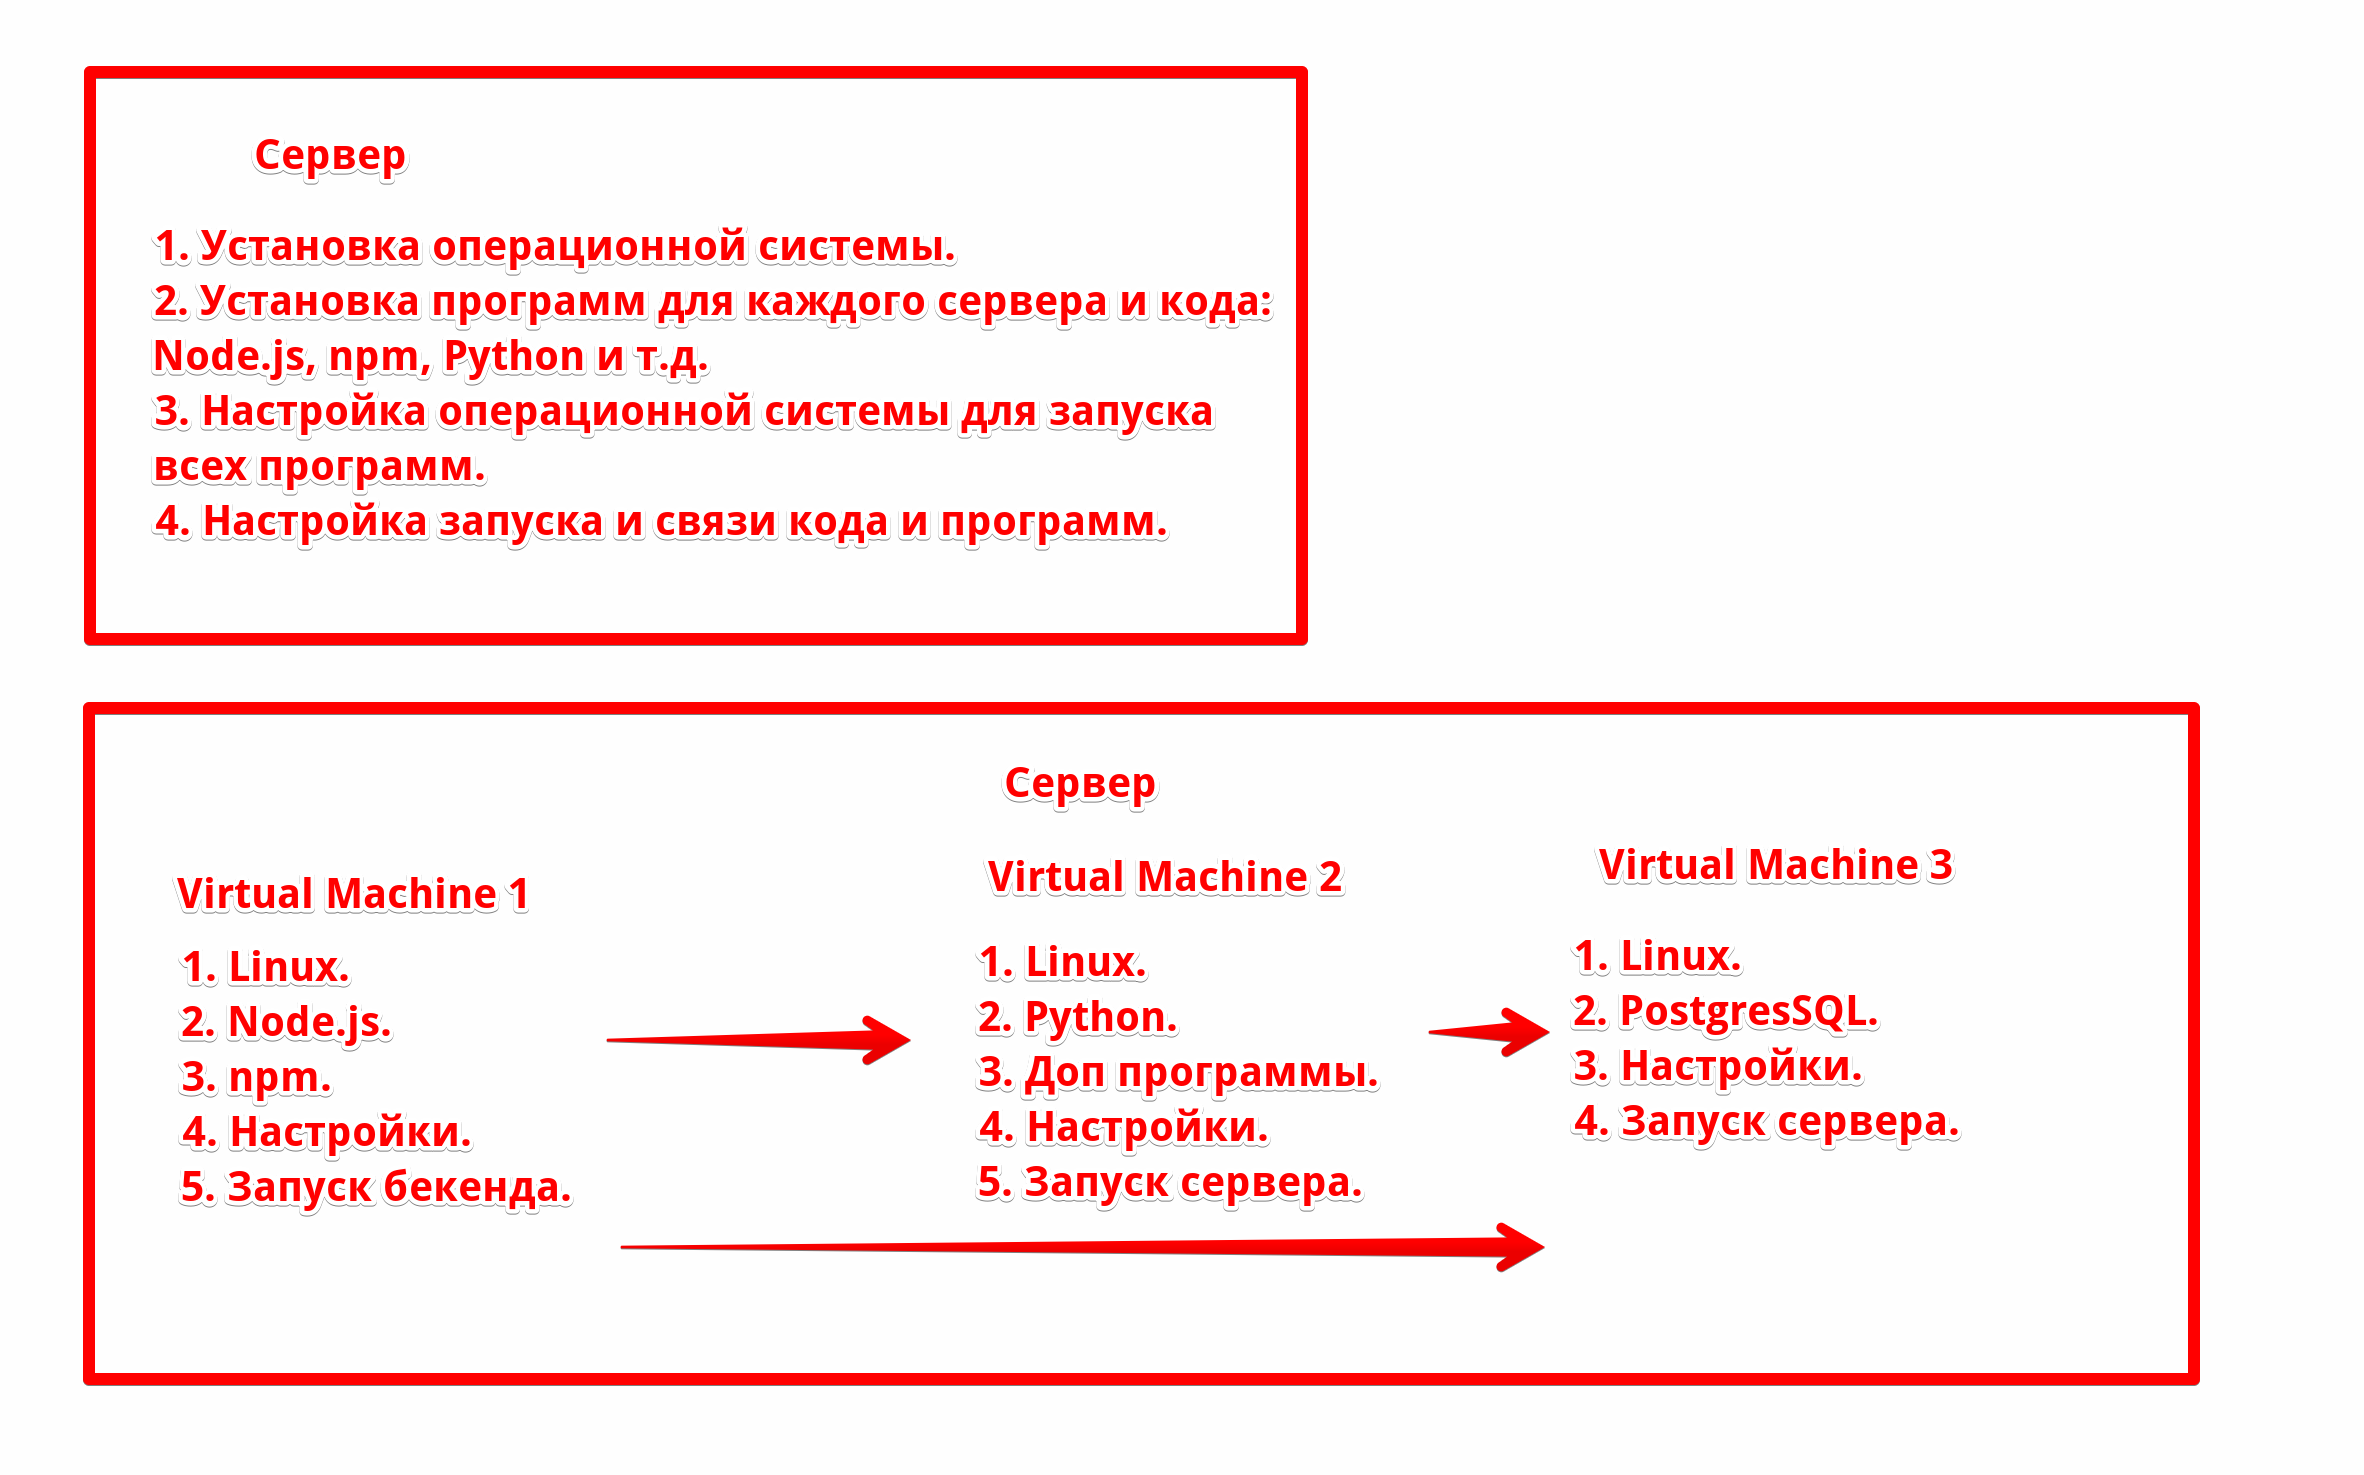 Сервер
1. Установка операционной системы.
2. Установка программ для каждого сервера и кода:
Node.js, npm, Python и т.д.
3. Настройка операционной системы для запуска
всех программ.
4. Настройка запуска и связи кода и программ.
Сервер
Virtual Machine 1
1. Linux.
2. Node.js.
3. npm.
4. Настройки.
5. Запуск бекенда.
Virtual Machine 2
1. Linux.
2. Python.
3. Доп программы.
4. Настройки.
5. Запуск сервера.
Virtual Machine 3
1. Linux.
2. PostgresSQL.
3. Настройки.
4. Запуск сервера.